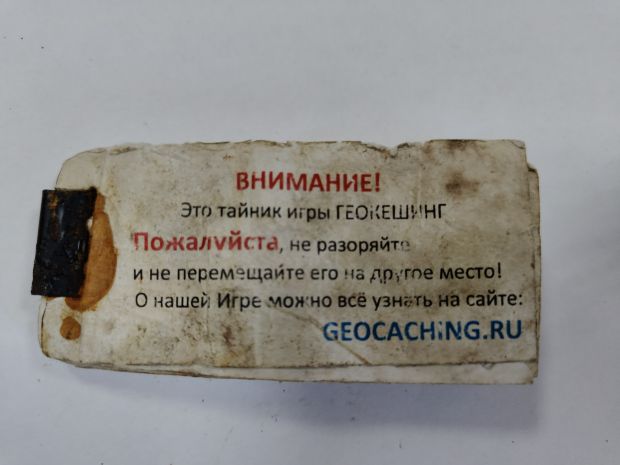 ВНИМАНИЕ!
Это тайник игры ГЕОКЕШИНГ
Пожалуйста, не разоряйте
и не перемещайте его на другое место!
О нашей Игре можно всё узнать на сайте:
GEOCACHING.RU